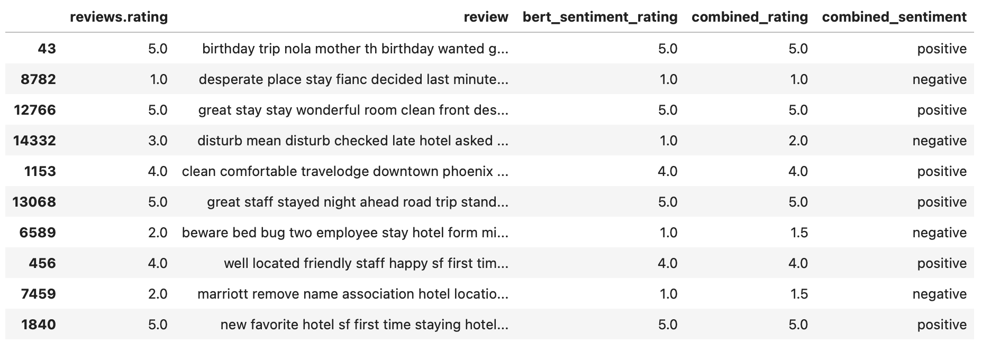 reviews.rating review bert_sentiment_rating combined_rating combined_sentiment
43 5.0 birthday trip nola mother th birthday wanted g... 5.0 5.0 positive
8782 1.0 desperate place stay fianc decided last minute... 1.0 1.0 negative
12766 5.0 great stay stay wonderful room clean front des... 5.0 5.0 positive
14332 3.0 disturb mean disturb checked late hotel asked ... 1.0 2.0 negative
1153 4.0 clean comfortable travelodge downtown phoenix ... 4.0 4.0 positive
13068 5.0 great staff stayed night ahead road trip stand... 5.0 5.0 positive
6589 2.0 beware bed bug two employee stay hotel form mi... 1.0 1.5 negative
456 4.0 well located friendly staff happy sf first tim... 4.0 4.0 positive
7459 2.0 marriott remove name association hotel locatio... 1.0 1.5 negative
1840 5.0 new favorite hotel sf first time staying hotel... 5.0 5.0 positive